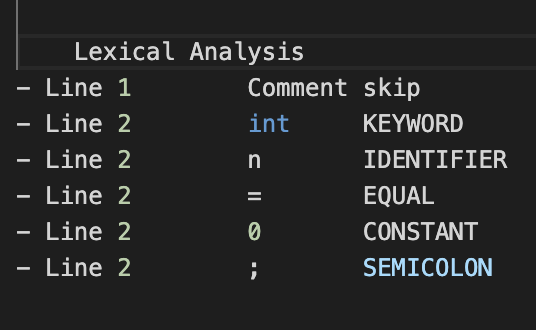 Lexical Analysis
- Line 1 Comment skip
- Line 2 int KEYWORD
- Line 2 n IDENTIFIER
- Line 2 = EQUAL
- Line 2 0 CONSTANT
- Line 2 ; SEMICOLON